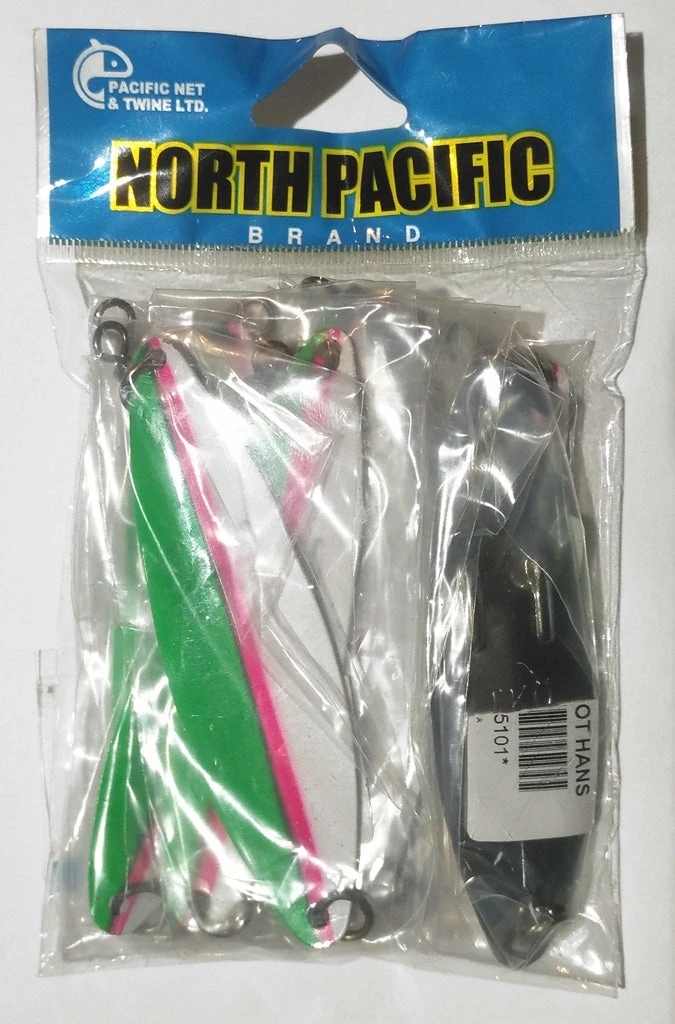 PACIFIC NET
& TWINE LTD.
NORTH PACIFIC
BRAND
OT HANS
5101*
A